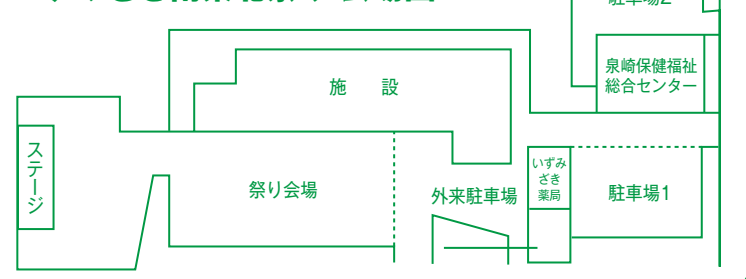 駐車場2
泉崎保健福祉
総合センター
施 設
ステージ
祭り会場
外来駐車場
いずみ
ざき
薬局
駐車場1